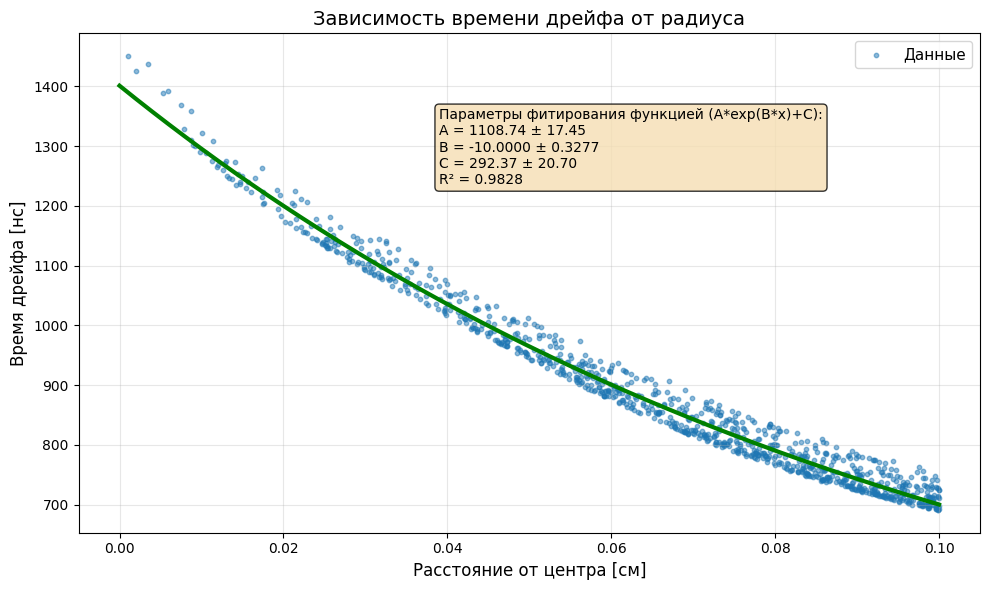 Зависимость времени дрейфа от радиуса
Данные
Параметры фитирования функцией (A*exp(B*x)+C):
A = 1108.74 ± 17.45
B = -10.0000 ± 0.3277
C = 292.37 ± 20.70
R² = 0.9828
Время дрейфа [нс]
1400
1300
1200
1100
1000
900
800
700
0.00 0.02 0.04 0.06 0.08 0.10
Расстояние от центра [см]